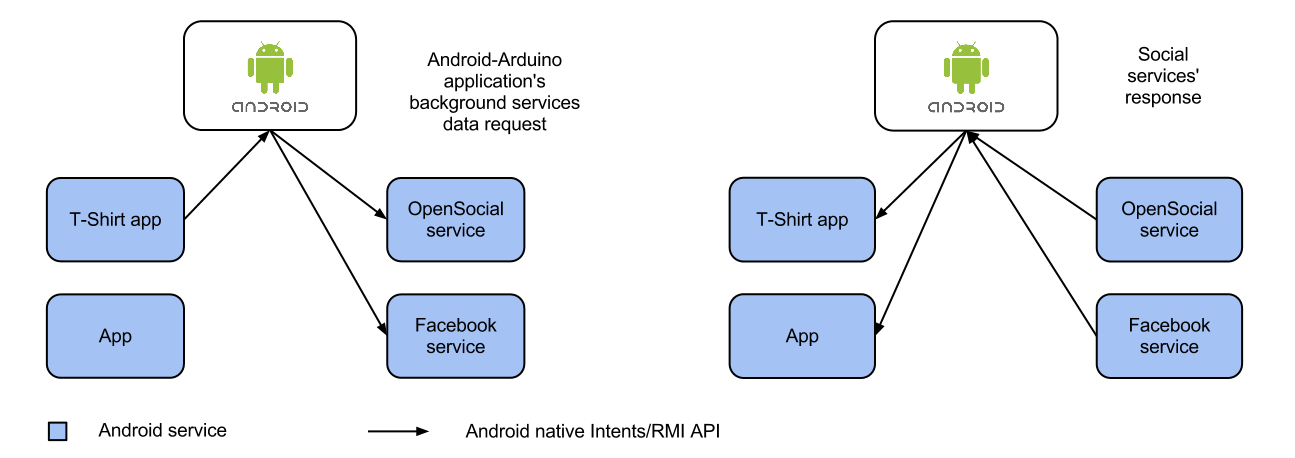 ANDROID
Android-Arduino
application's
background services
data request
T-Shirt app
OpenSocial
service
App
Facebook
service
ANDROID
Social
services'
response
T-Shirt app
OpenSocial
service
App
Facebook
service
Android service
Android native Intents/RMI API